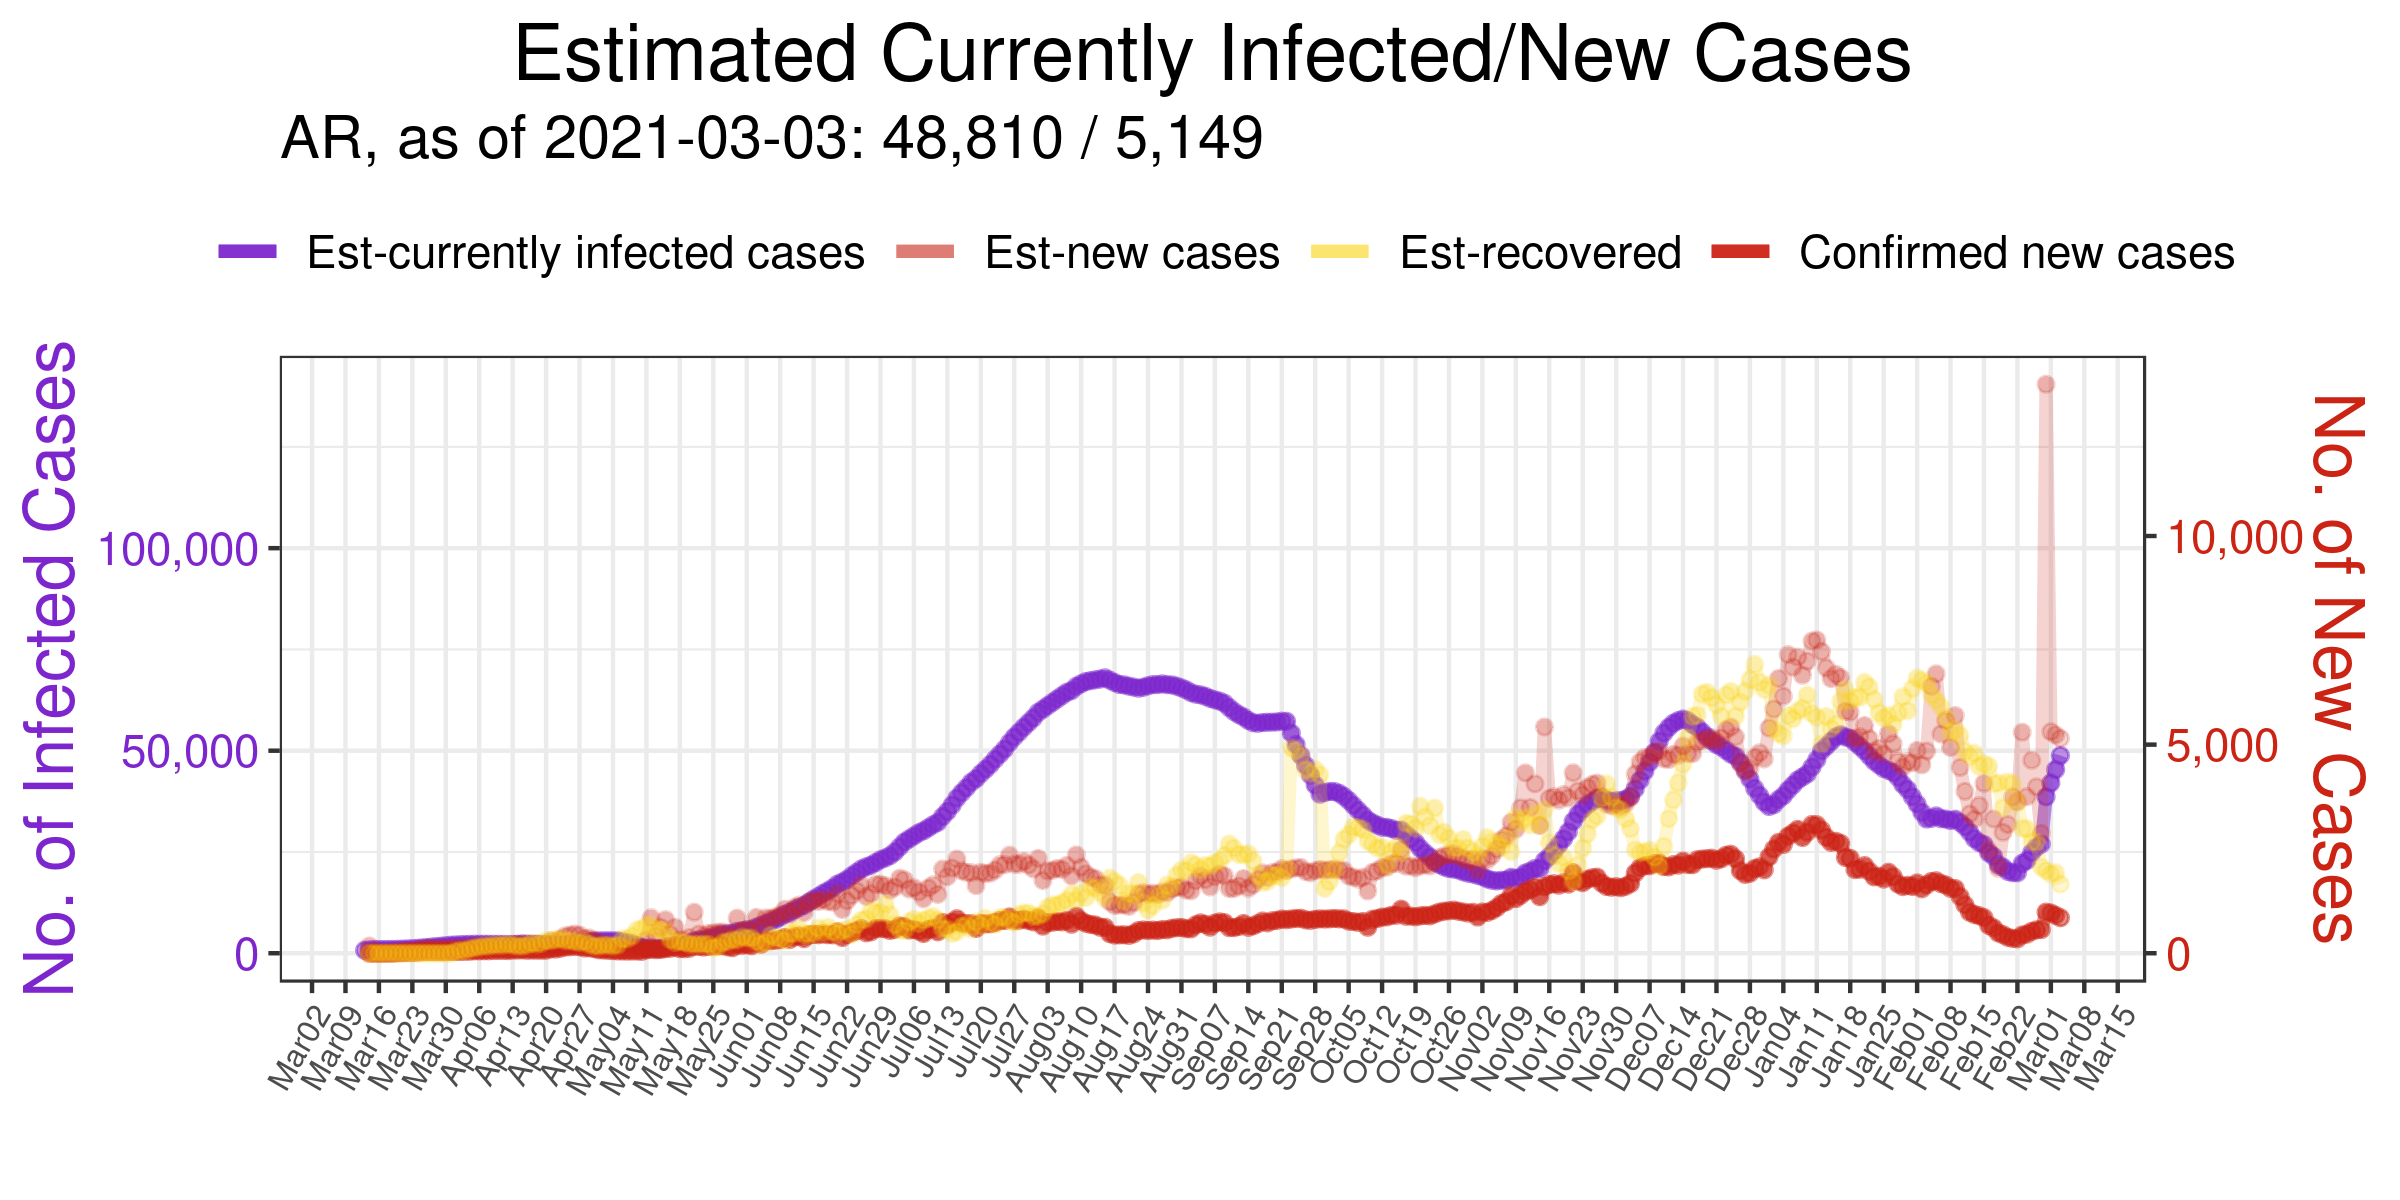 Estimated Currently Infected/New Cases
AR, as of 2021-03-03: 48,810 / 5,149
Est-currently infected cases
Est-new cases
Est-recovered
Confirmed new cases
No. of Infected Cases
100,000
50,000
0
10,000
5,000
0
No. of New Cases
Mar02
Mar09
Mar16
Mar23
Mar30
Apr06
Apr13
Apr20
Apr27
May04
May11
May18
May25
Jun01
Jun08
Jun15
Jun22
Jun29
Jul06
Jul13
Jul20
Jul27
Aug03
Aug10
Aug17
Aug24
Aug31
Sep07
Sep14
Sep21
Sep28
Oct05
Oct12
Oct19
Oct26
Nov02
Nov09
Nov16
Nov23
Nov30
Dec07
Dec14
Dec21
Dec28
Jan04
Jan11
Jan18
Jan25
Feb01
Feb08
Feb15
Feb22
Mar01
Mar08
Mar15